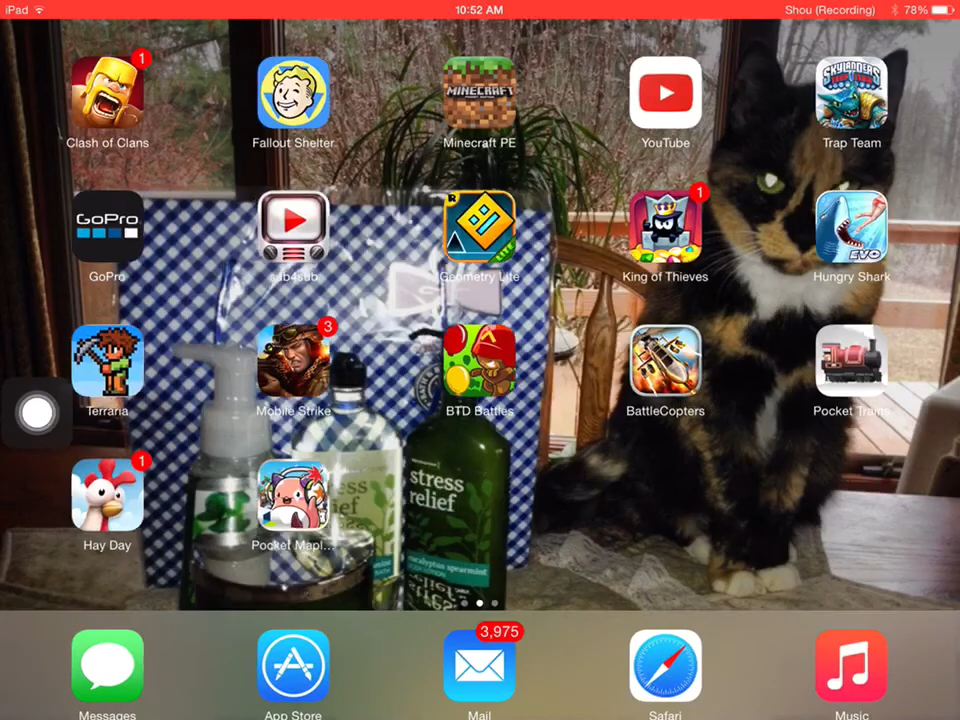 iPad
10:52 AM
Shou (Recording)
78%
1
SKYLANDERS
TRAP TEAM
MINECRAFT
Clash of Clans
Fallout Shelter
Minecraft PE
YouTube
Trap Team
R
1
GoPro
LITE
EVO
GoPro
sub4sub
Geometry Lite
King of Thieves
Hungry Shark
3
Terraria
Mobile Strike
BTD Battles
BattleCopters
Pocket Trains
1
stress
relief
eucalyptus spearmint
Hay Day
Pocket Mapl...
3,975
Messages
App Store
Mail
Safari
Music